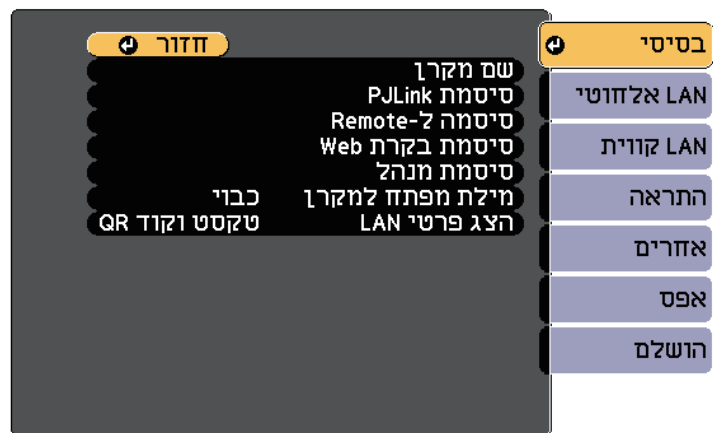 בסיסי
LAN אלחוטי
LAN קווית
התראה
אחרים
אפס
הושלם
חזור
שם מקרן
סיסמת PJLink
סיסמה ל-Remote
סיסמת בקרת Web
סיסמת מנהל
מילת מפתח למקרן כבוי
הצג פרטי LAN טקסט וקוד QR